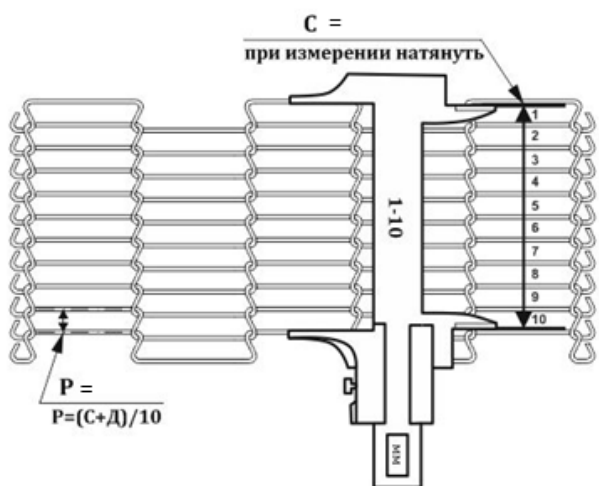 С =
при измерении натянуть
1
2
3
4
5
6
7
8
9
10
1-10
Р =
Р=(С+Д)/10
мм